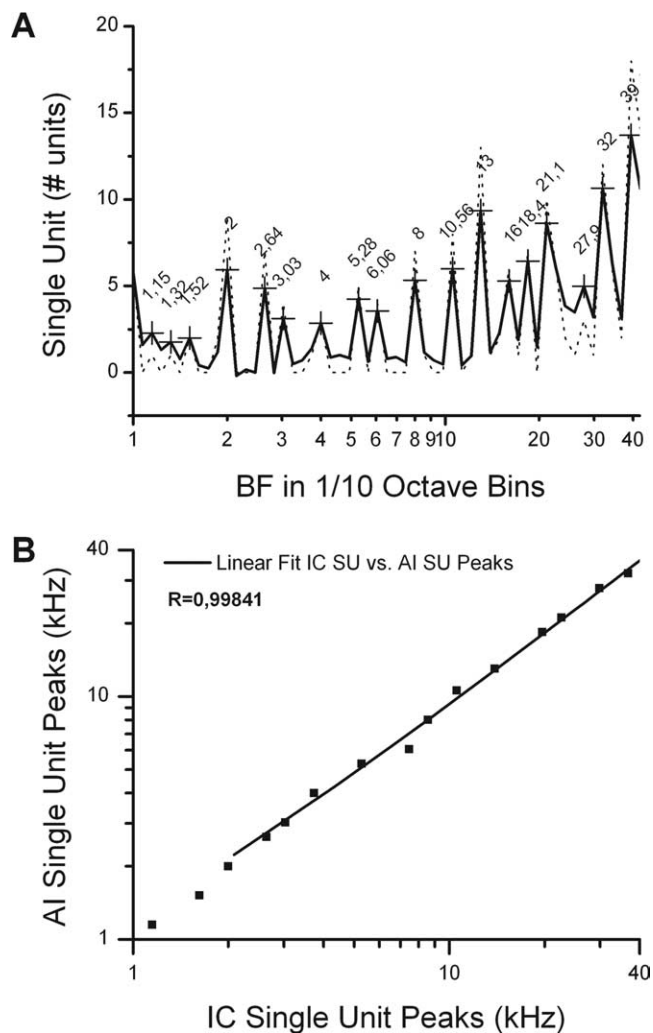 A
Single Unit (# units)
20
15
10
5
0
1,15
1,32
1,52
2
2,64
3,03
4
5,28
6,06
8
10,56
13
16
18,4
21,1
27,9
32
39
1 2 3 4 5 6 7 8 9 10 20 30 40
BF in 1/10 Octave Bins
B
AI Single Unit Peaks (kHz)
40
10
1
Linear Fit IC SU vs. AI SU Peaks
R=0,99841
1 10 40
IC Single Unit Peaks (kHz)